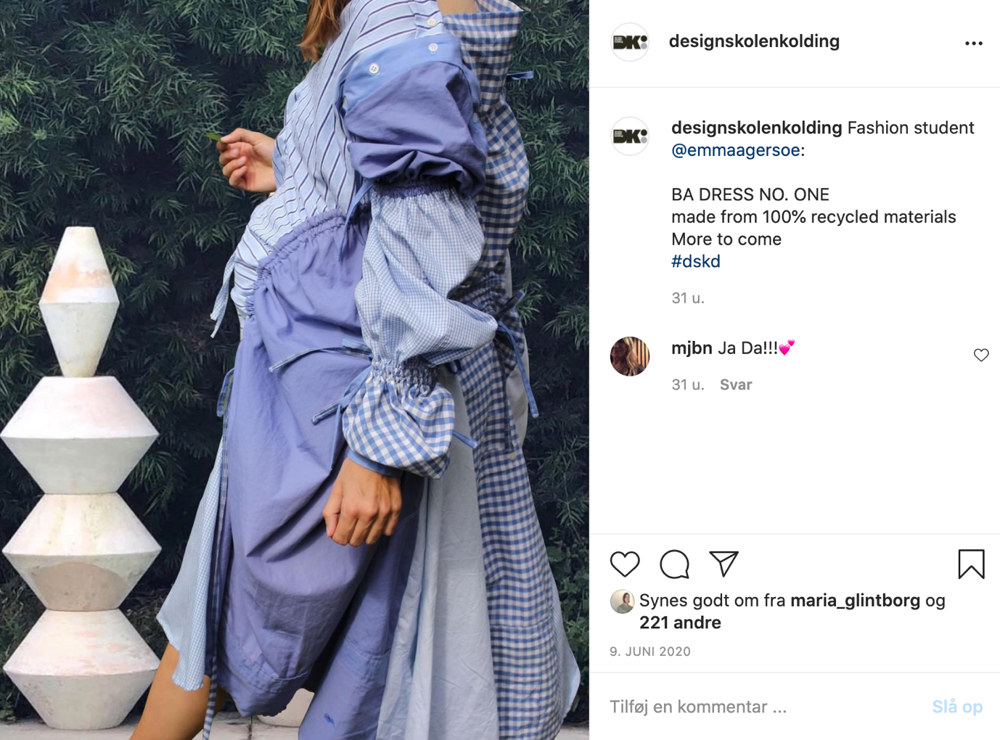 DK:
designskolenkolding
DK:
designskolenkolding Fashion student
@emmaagersoe:
BA DRESS NO. ONE
made from 100% recycled materials
More to come
#dskd
31 u.
mjbn Ja Da!!!💕
31 u. Svar
Synes godt om fra maria_glintborg og
221 andre
9. JUNI 2020
Tilføj en kommentar ...
Slå op